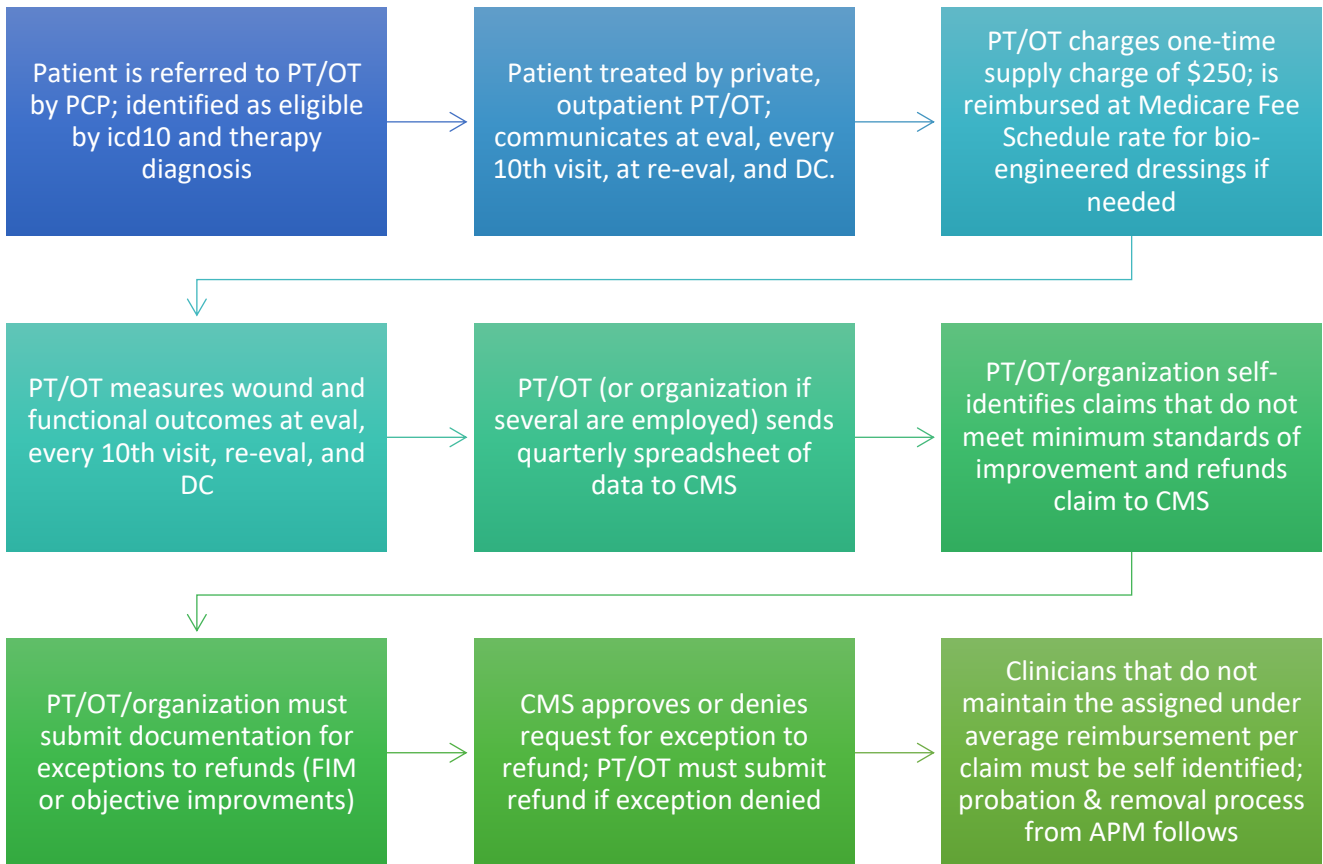 Patient is referred to PT/OT
by PCP; identified as eligible
by icd10 and therapy
diagnosis
Patient treated by private,
outpatient PT/OT;
communicates at eval, every
10th visit, at re-eval, and DC.
PT/OT charges one-time
supply charge of $250; is
reimbursed at Medicare Fee
Schedule rate for bio-
engineered dressings if
needed
PT/OT measures wound and
functional outcomes at eval,
every 10th visit, re-eval, and
DC
PT/OT (or organization if
several are employed) sends
quarterly spreadsheet of
data to CMS
PT/OT/organization self-
identifies claims that do not
meet minimum standards of
improvement and refunds
claim to CMS
PT/OT/organization must
submit documentation for
exceptions to refunds (FIM
or objective improvments)
CMS approves or denies
request for exception to
refund; PT/OT must submit
refund if exception denied
Clinicians that do not
maintain the assigned under
average reimbursement per
claim must be self identified;
probation & removal process
from APM follows